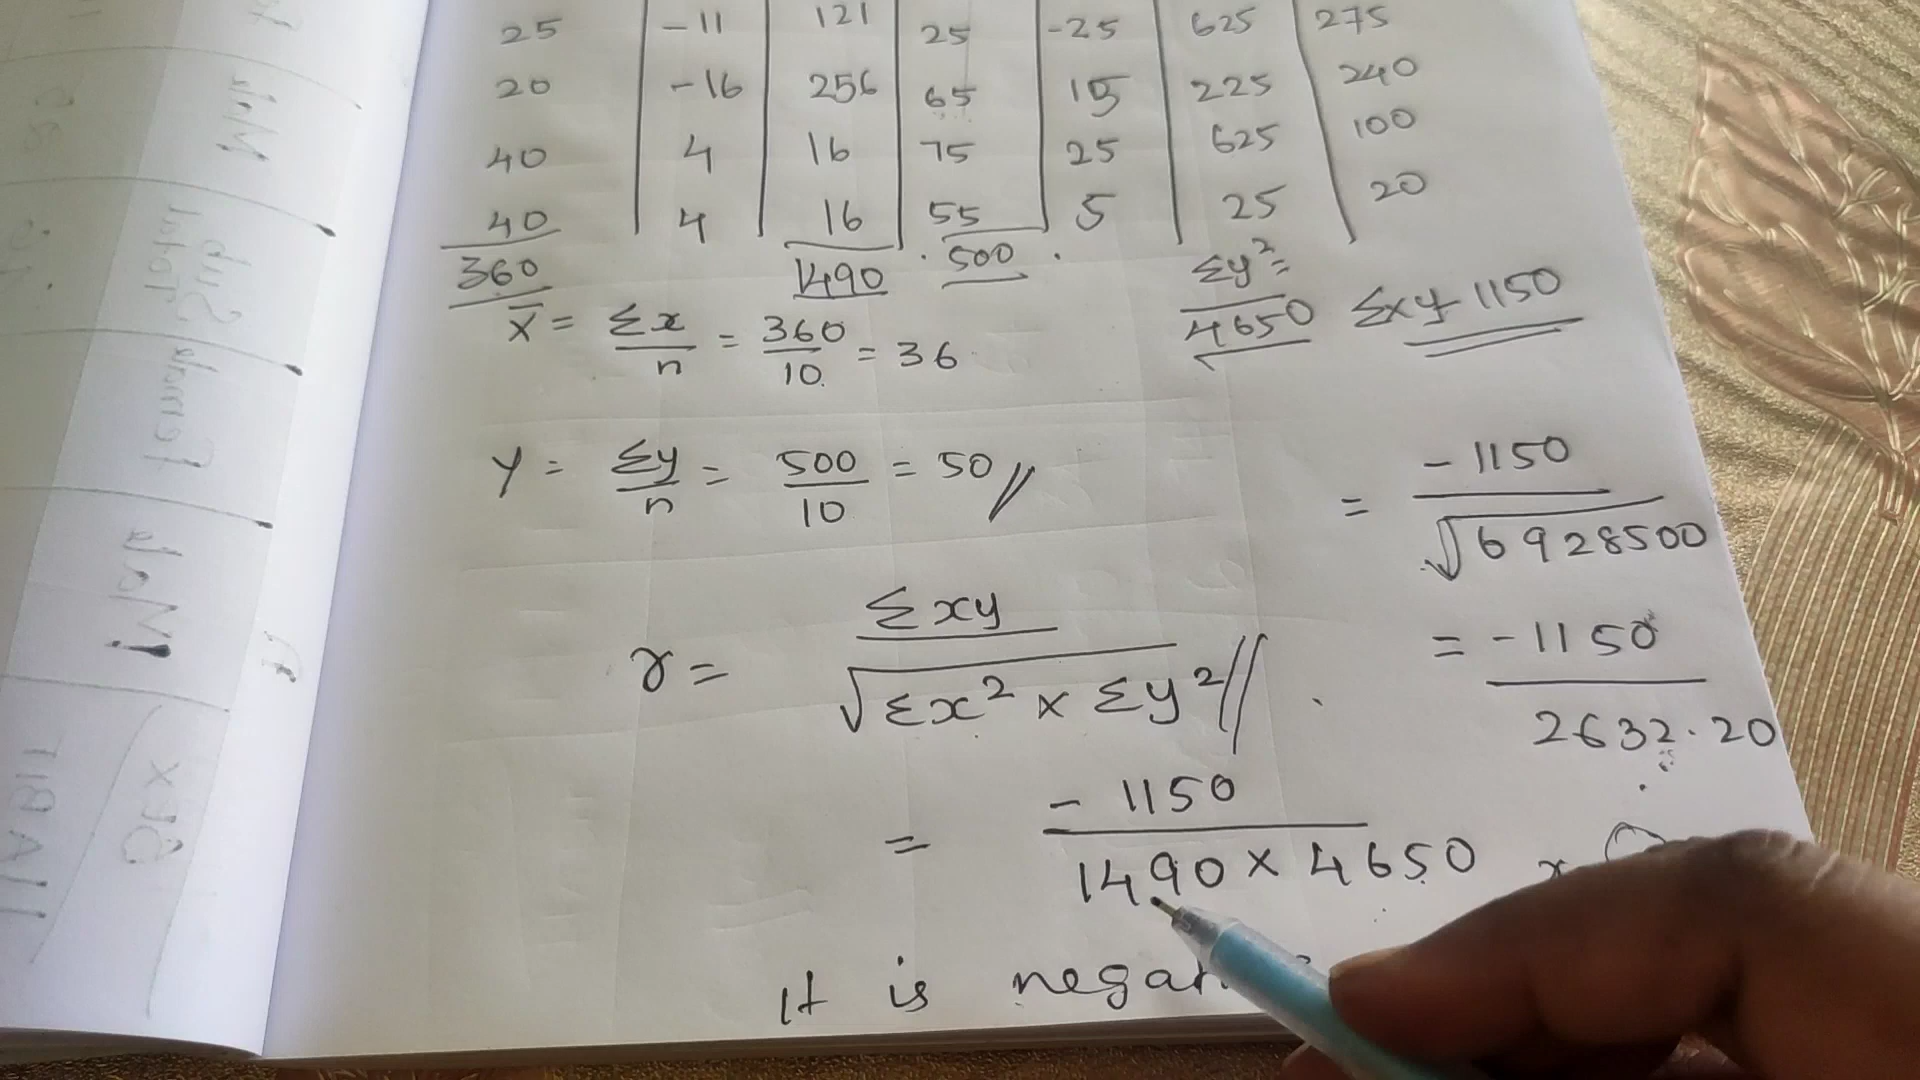 25 -11 121 25 -25 625 275
20 -16 256 65 15 225 240
40 4 16 75 25 625 100
40 4 16 55 5 25 20
360 1490 500 Σy²= 4650 Σxy -1150
x̄ = Σx/n = 360/10 = 36
y = Σy/n = 500/10 = 50
r = Σxy / √Σx² × Σy²
= -1150 / 1490 × 4650
It is
= -1150 / √6928500
= -1150 / 2632.20